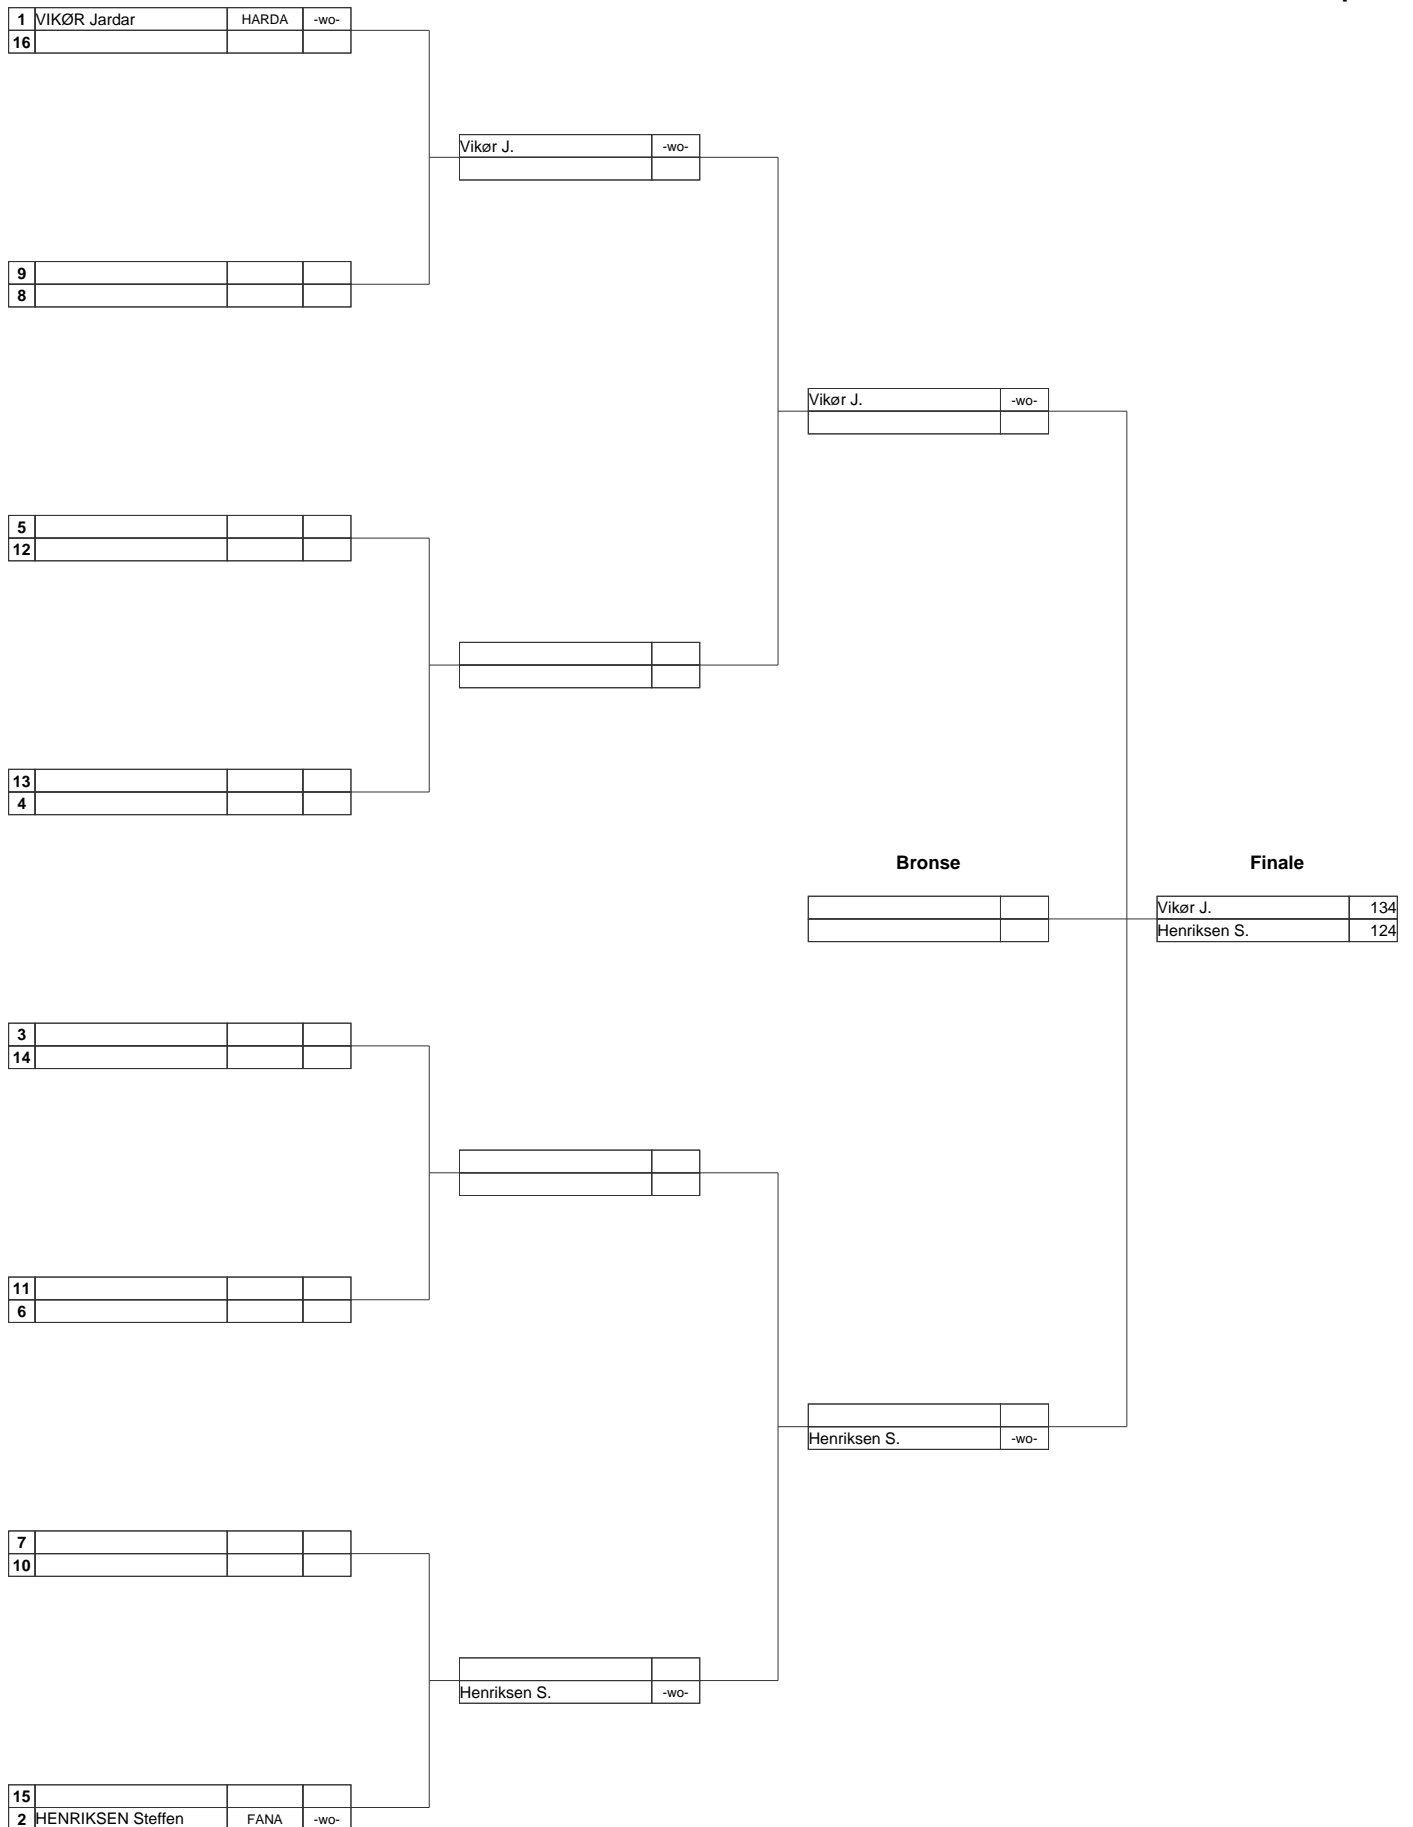 1 VIKØR Jardar HARDA -wo-
16
Vikør J. -wo-
9
8
Vikør J. -wo-
5
12
13
4
Bronse Finale
Vikør J. 134
Henriksen S. 124
3
14
11
6
Henriksen S. -wo-
7
10
Henriksen S. -wo-
15
2 HENRIKSEN Steffen FANA -wo-